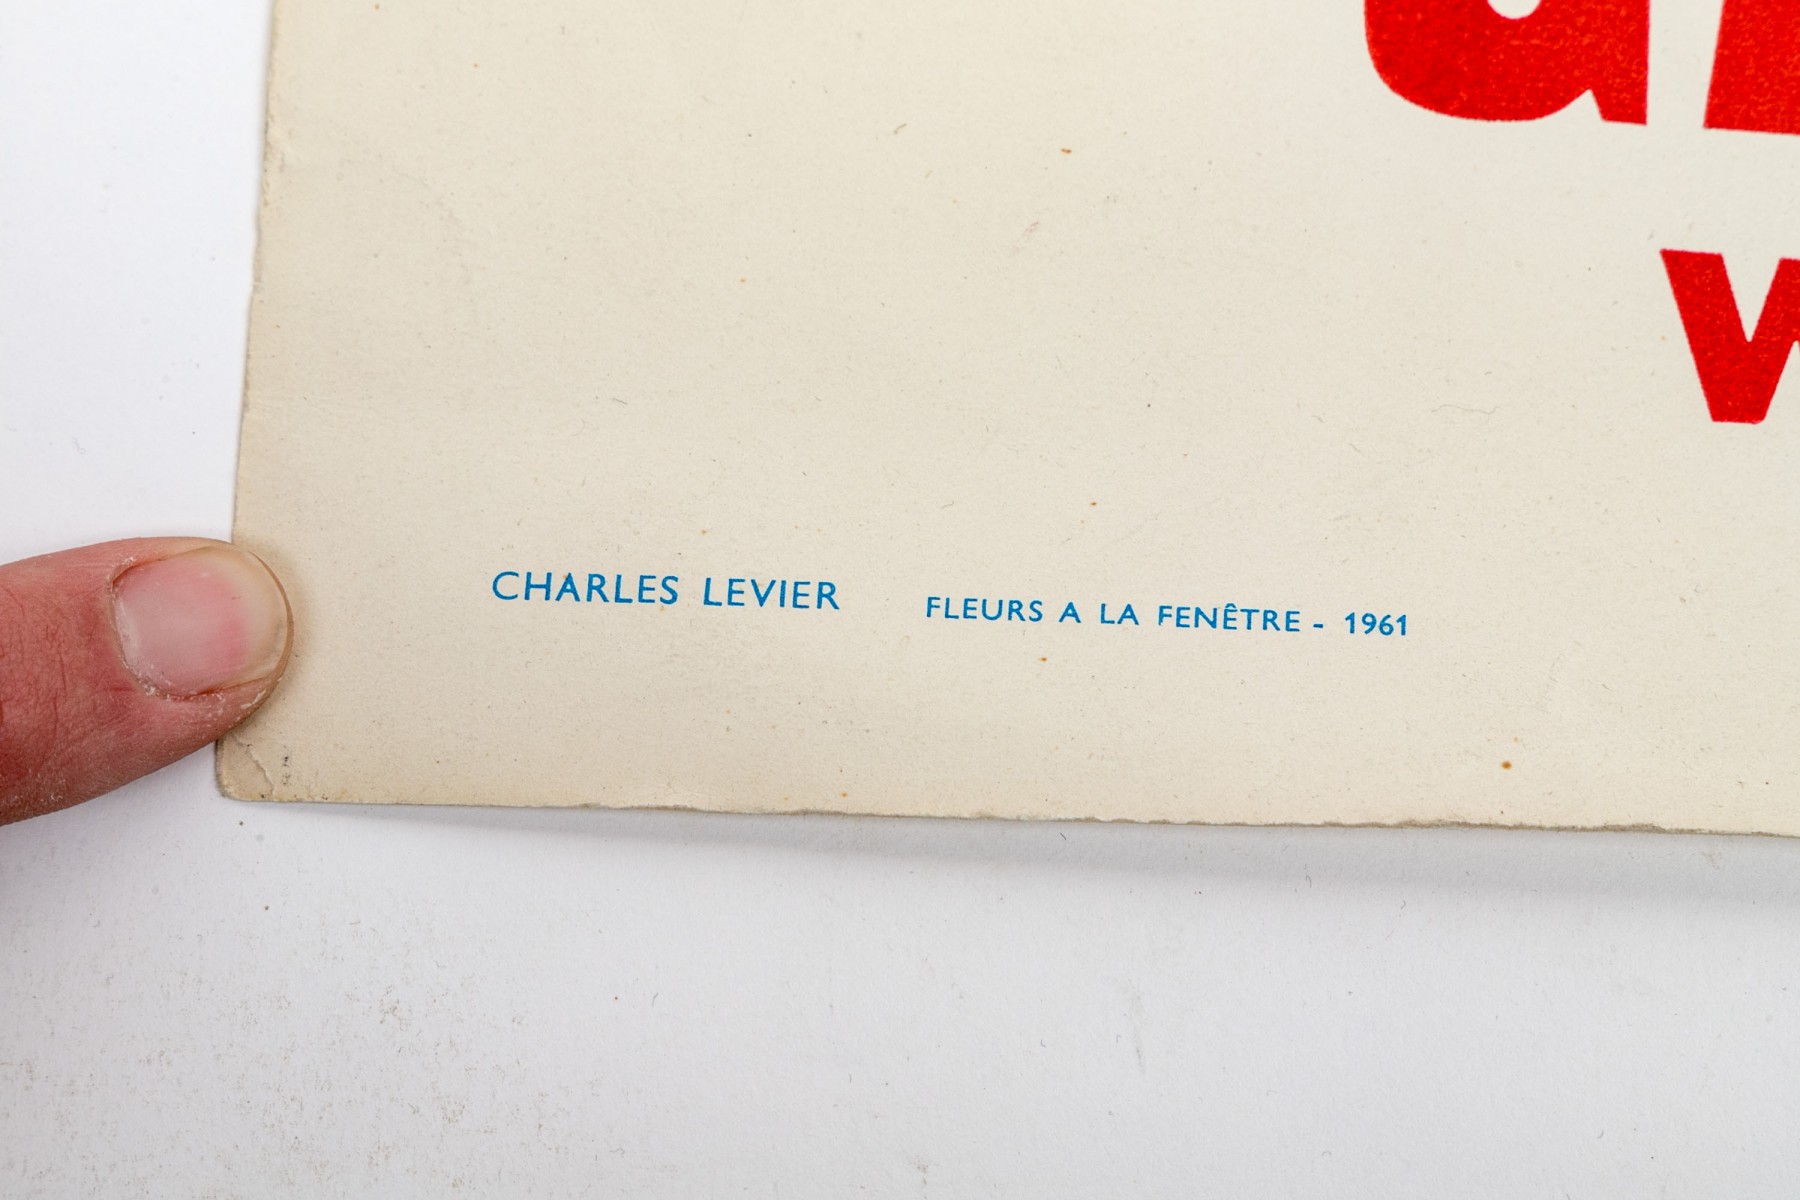 CHARLES LEVIER FLEURS A LA FENÊTRE - 1961